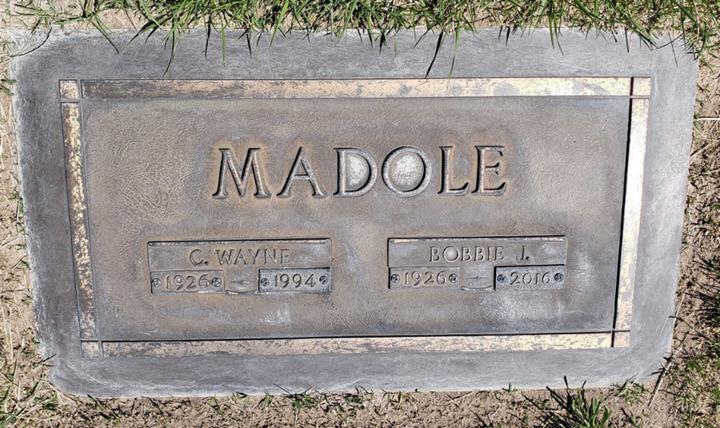 MADOLE
C. WAYNE
1926 1994
BOBBIE J.
1926 2016